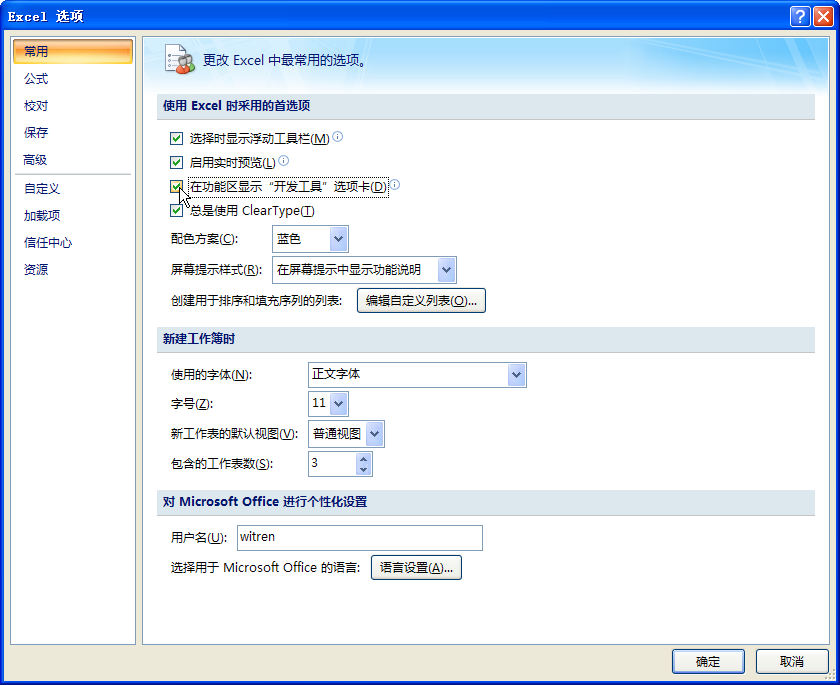 Excel 选项
常用
公式
校对
保存
高级
自定义
加载项
信任中心
资源
更改 Excel 中最常用的选项。
使用 Excel 时采用的首选项
选择时显示浮动工具栏(M)
启用实时预览(L)
在功能区显示“开发工具”选项卡(D)
总是使用 ClearType(T)
配色方案(C): 蓝色
屏幕提示样式(R): 在屏幕提示中显示功能说明
创建用于排序和填充序列的列表: 编辑自定义列表(O)...
新建工作簿时
使用的字体(N): 正文字体
字号(Z): 11
新工作表的默认视图(V): 普通视图
包含的工作表数(S): 3
对 Microsoft Office 进行个性化设置
用户名(U): witren
选择用于 Microsoft Office 的语言: 语言设置(A)...
确定 取消